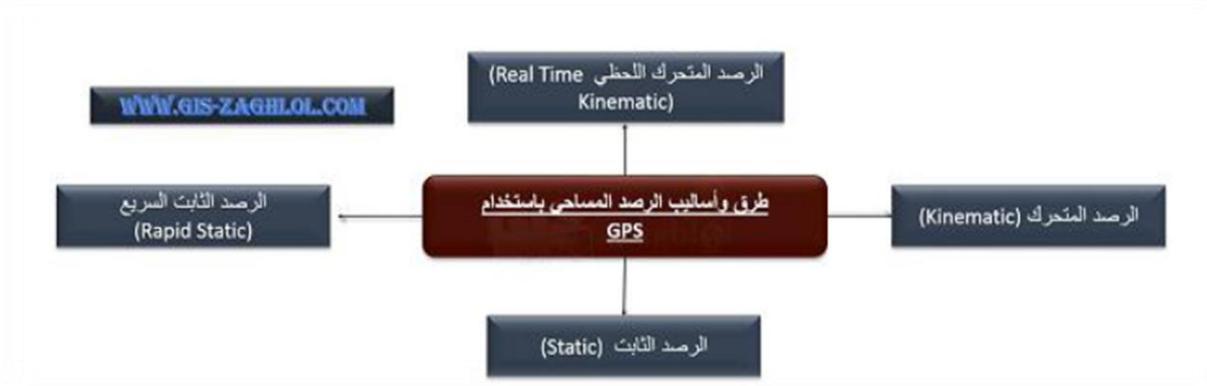 الرصد المتحرك اللحظي (Real Time
Kinematic)
WWW.GIS-ZAGHLOL.COM
طرق وأساليب الرصد المساحي باستخدام
GPS
الرصد المتحرك (Kinematic)
الرصد الثابت السريع
(Rapid Static)
الرصد الثابت (Static)